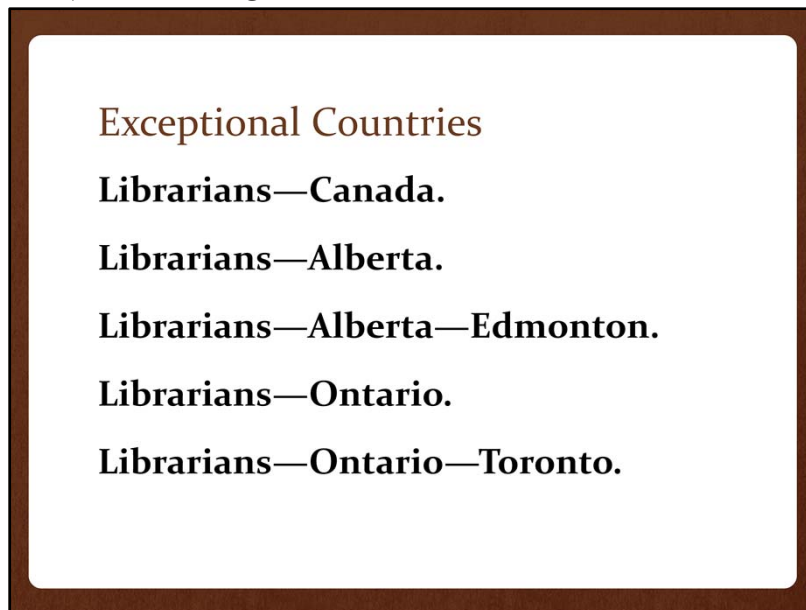 Exceptional Countries
Librarians—Canada.
Librarians—Alberta.
Librarians—Alberta—Edmonton.
Librarians—Ontario.
Librarians—Ontario—Toronto.